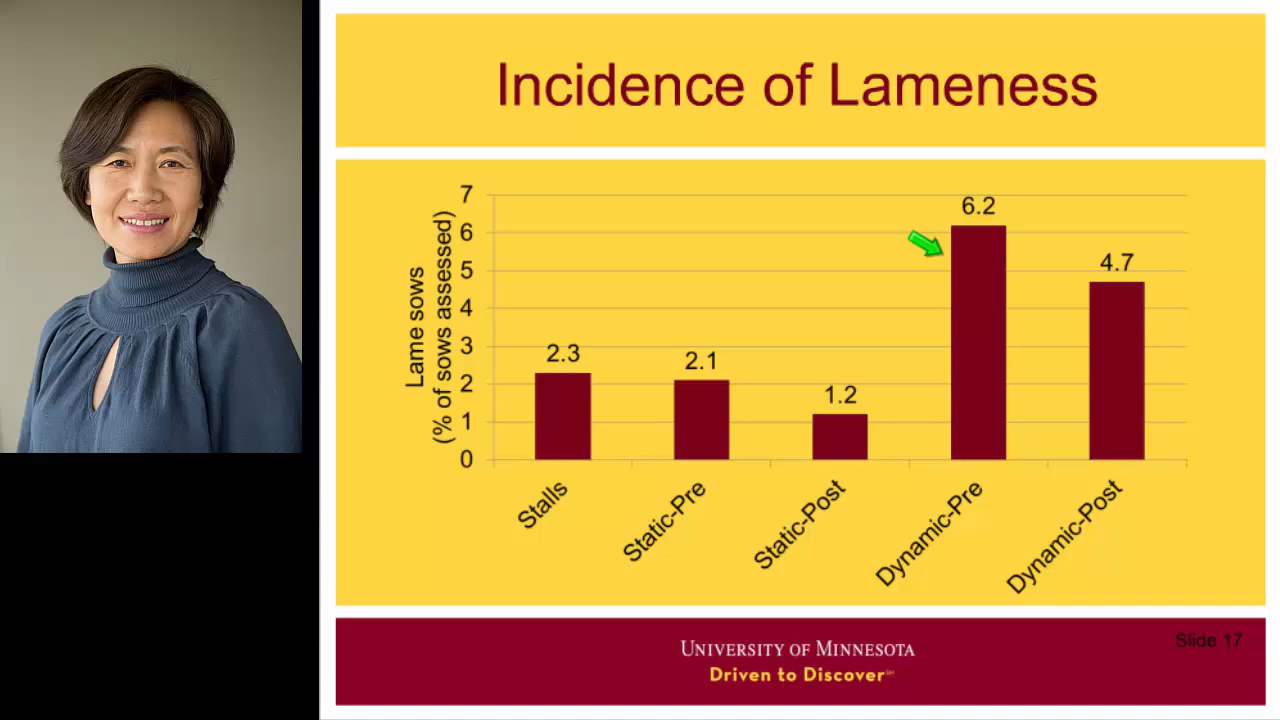 Incidence of Lameness
Lame sows
(% of sows assessed)
7
6
5
4
3
2
1
0
2.3
2.1
1.2
6.2
4.7
Stalls
Static-Pre
Static-Post
Dynamic-Pre
Dynamic-Post
Slide 17
UNIVERSITY OF MINNESOTA
Driven to Discover℠